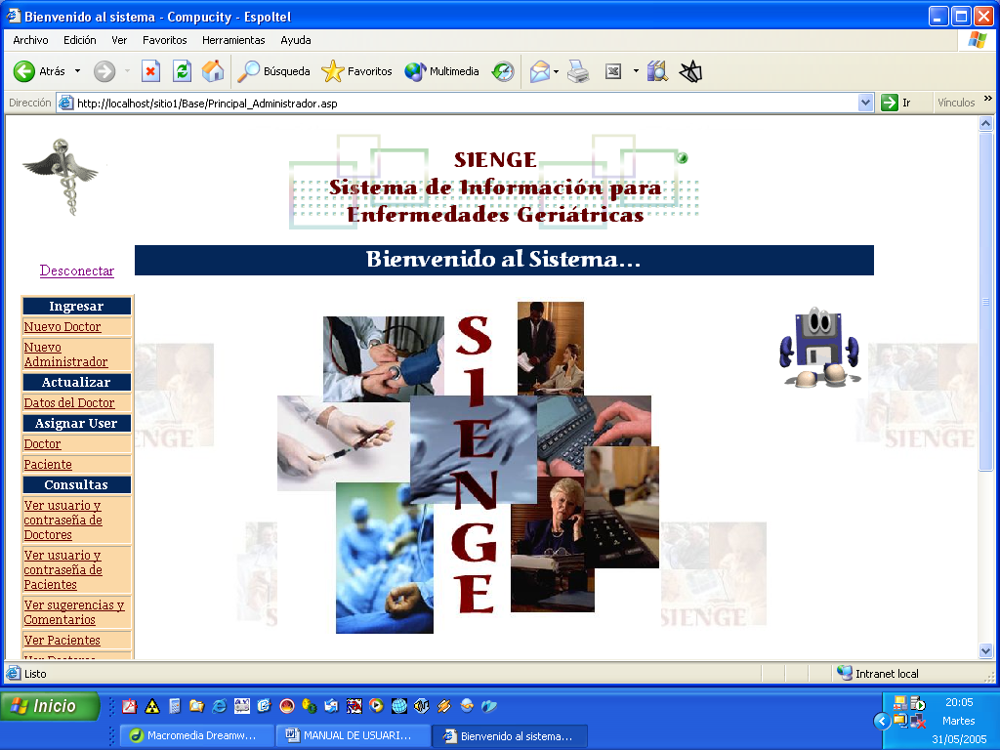 Bienvenido al sistema - Compucity - Espoltel
Archivo Edición Ver Favoritos Herramientas Ayuda
Atrás Búsqueda Favoritos Multimedia
Dirección http://localhost/sitio1/Base/Principal_Administrador.asp Ir Vínculos »
SIENGE
Sistema de Información para
Enfermedades Geriátricas
Desconectar
Bienvenido al Sistema...
Ingresar
Nuevo Doctor
Nuevo
Administrador
Actualizar
Datos del Doctor
Asignar User
Doctor
Paciente
Consultas
Ver usuario y
contraseña de
Doctores
Ver usuario y
contraseña de
Pacientes
Ver sugerencias y
Comentarios
Ver Pacientes
Ver Doctores
SIENGE
ENGE
SIENGE
S
SIENGE
Listo Intranet local
Inicio
20:05
Martes
31/05/2005
Macromedia Dreamw... MANUAL DE USUARI... Bienvenido al sistema...